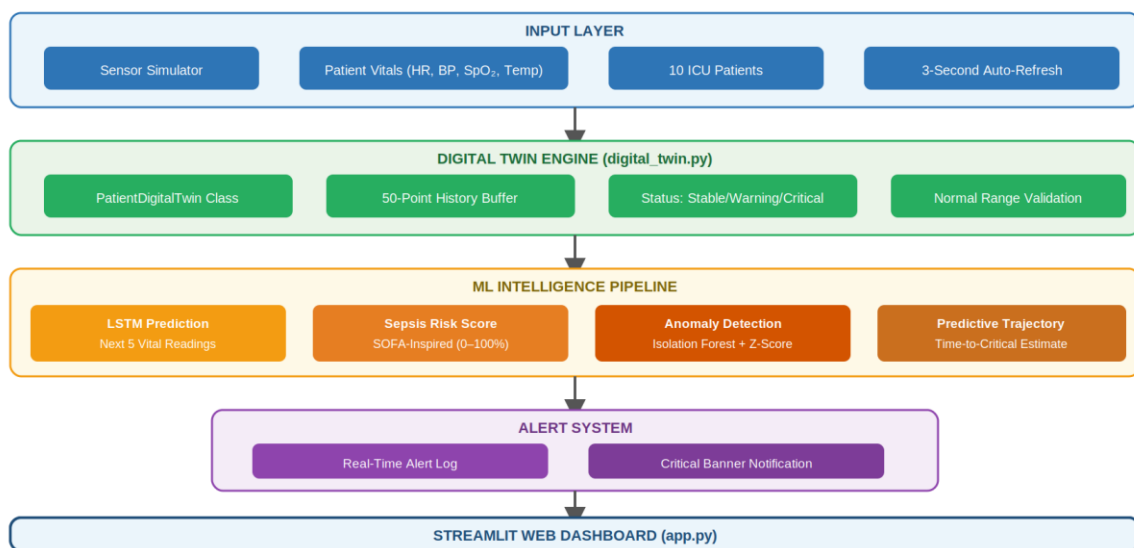 INPUT LAYER
Sensor Simulator
Patient Vitals (HR, BP, SpO₂, Temp)
10 ICU Patients
3-Second Auto-Refresh
DIGITAL TWIN ENGINE (digital_twin.py)
PatientDigitalTwin Class
50-Point History Buffer
Status: Stable/Warning/Critical
Normal Range Validation
ML INTELLIGENCE PIPELINE
LSTM Prediction
Next 5 Vital Readings
Sepsis Risk Score
SOFA-Inspired (0–100%)
Anomaly Detection
Isolation Forest + Z-Score
Predictive Trajectory
Time-to-Critical Estimate
ALERT SYSTEM
Real-Time Alert Log
Critical Banner Notification
STREAMLIT WEB DASHBOARD (app.py)